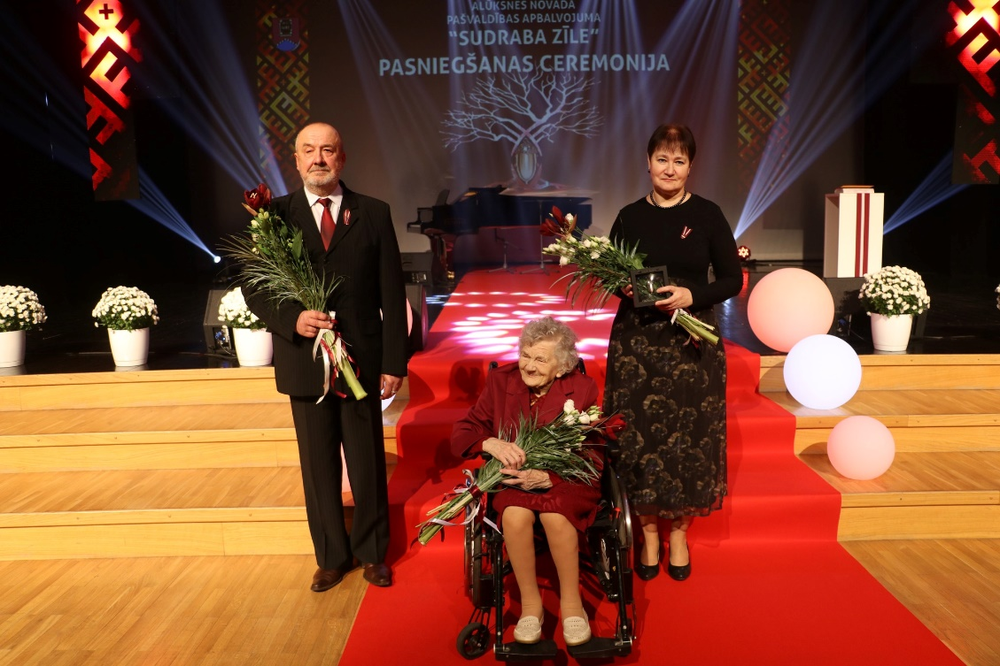 ALŪKSNES NOVADA
PAŠVALDĪBAS APBALVOJUMA
"SUDRABA ZĪLE"
PASNIEGŠANAS CEREMONIJA